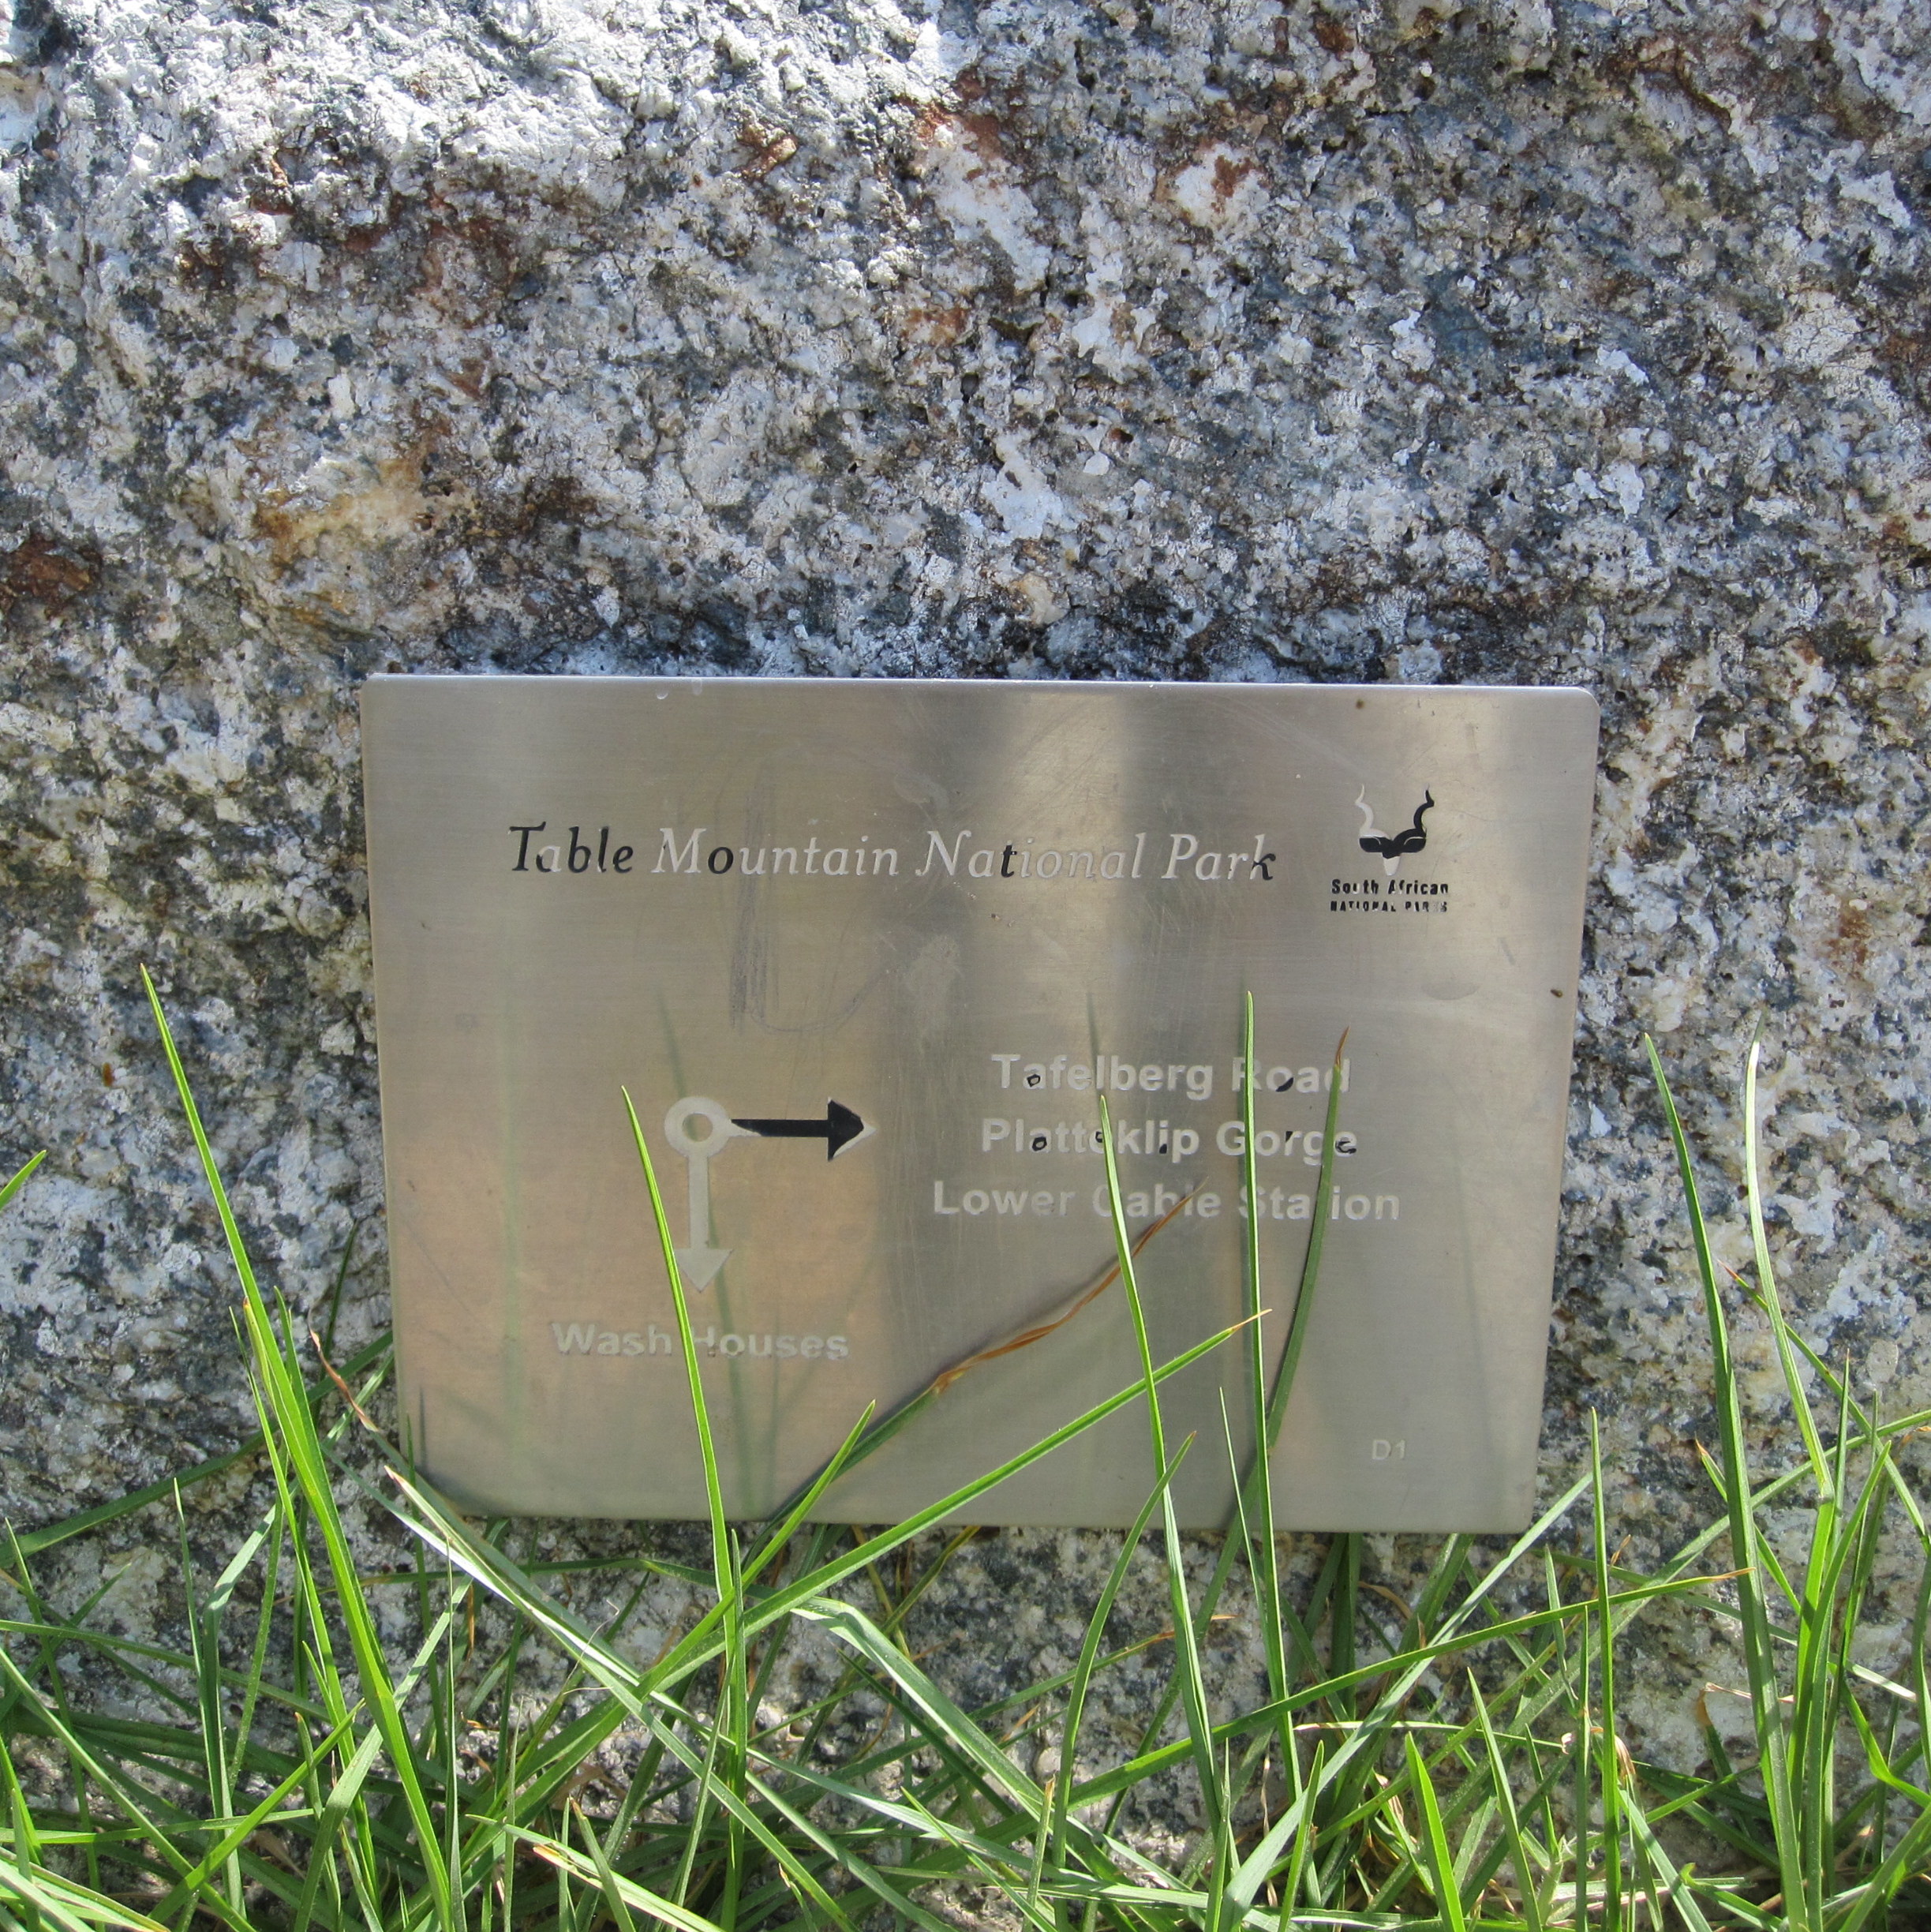 Table Mountain National Park
South African
NATIONAL PARKS
Tafelberg Road
Platteklip Gorge
Lower Cable Station
Wash Houses
D1